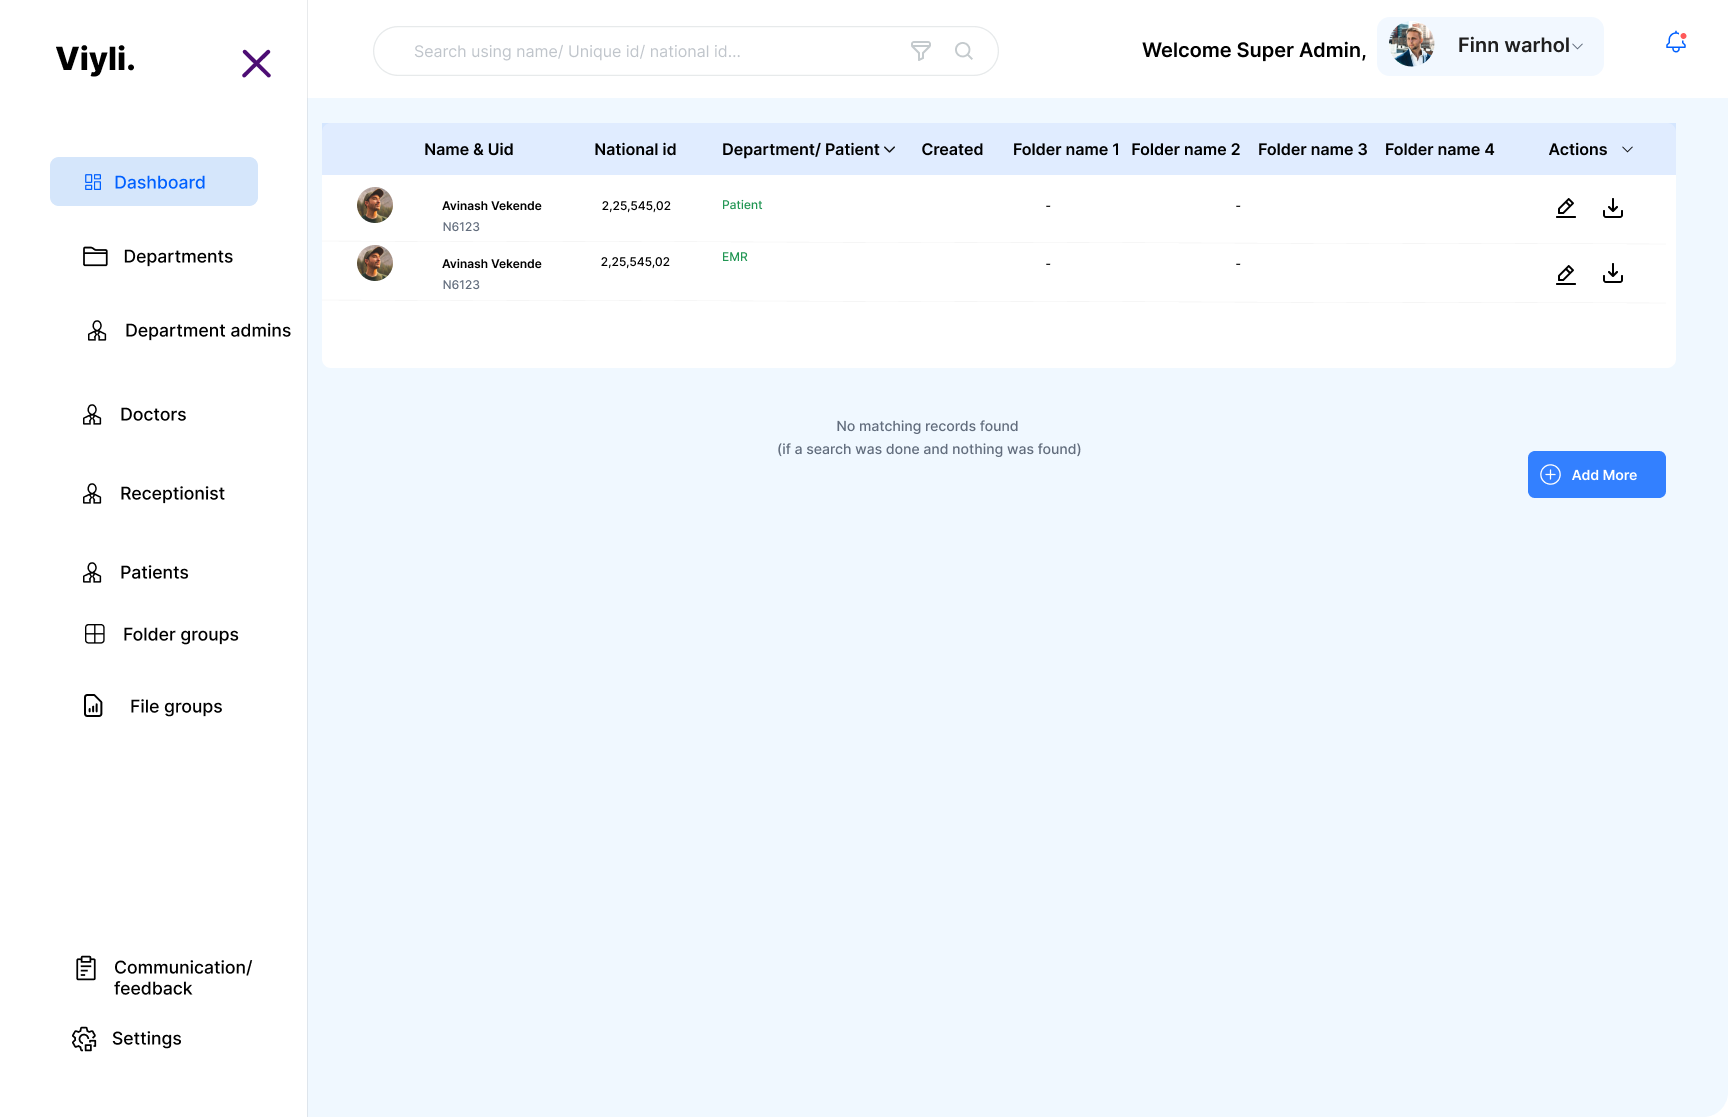 Viyli.
Search using name/ Unique id/ national id...
Welcome Super Admin,
Finn warhol
Dashboard
Departments
Department admins
Doctors
Receptionist
Patients
Folder groups
File groups
Communication/
feedback
Settings
Name & Uid National id Department/ Patient Created Folder name 1 Folder name 2 Folder name 3 Folder name 4 Actions
Avinash Vekende 2,25,545,02 Patient - -
N6123
Avinash Vekende 2,25,545,02 EMR - -
N6123
No matching records found
(if a search was done and nothing was found)
Add More